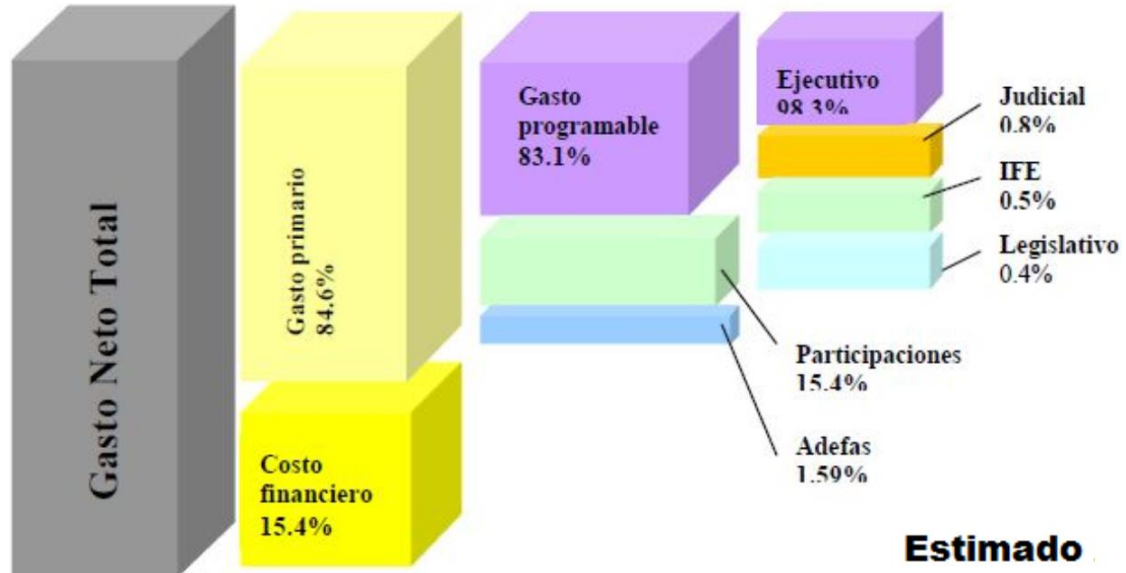 Gasto Neto Total
Gasto primario
84.6%
Costo
financiero
15.4%
Gasto
programable
83.1%
Participaciones
15.4%
Adefas
1.59%
Ejecutivo
98.3%
Judicial
0.8%
IFE
0.5%
Legislativo
0.4%
Estimado